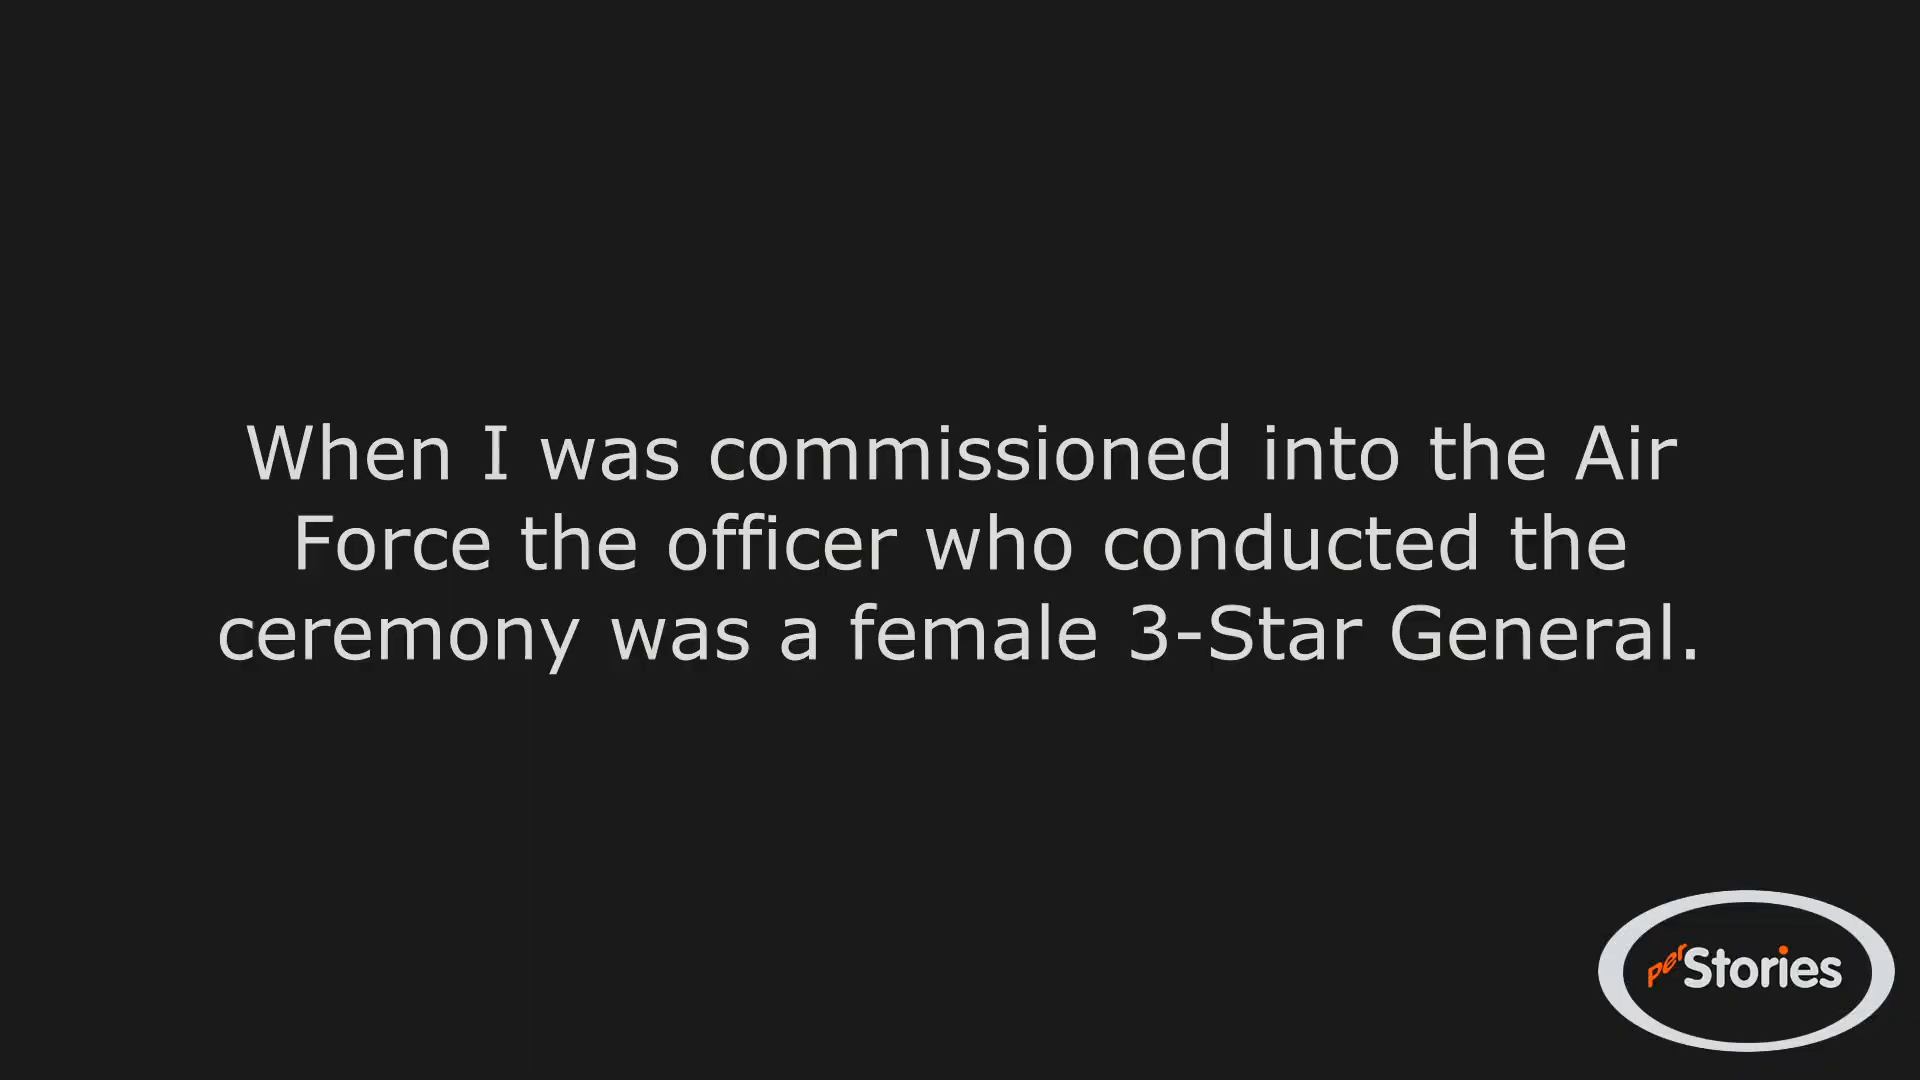 When I was commissioned into the Air
Force the officer who conducted the
ceremony was a female 3-Star General.
perStories